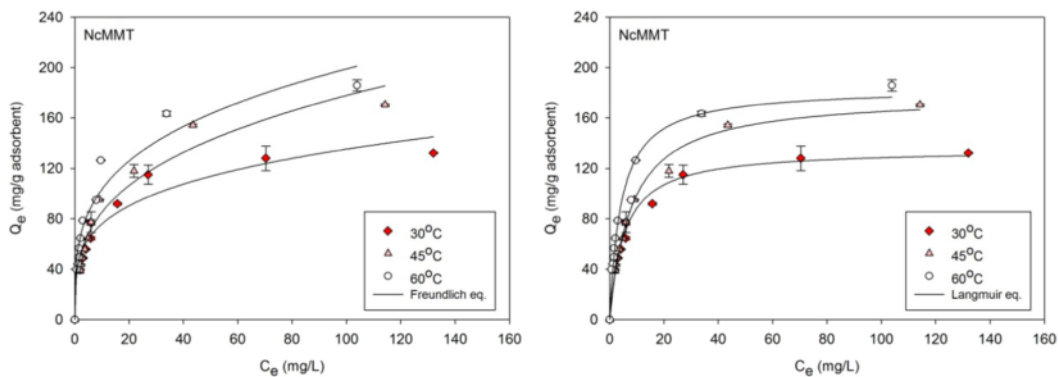 NcMMT
Qe (mg/g adsorbent)
240
200
160
120
80
40
0
30°C
45°C
60°C
Freundlich eq.
0 20 40 60 80 100 120 140 160
Ce (mg/L)
NcMMT
Qe (mg/g adsorbent)
240
200
160
120
80
40
0
30°C
45°C
60°C
Langmuir eq.
0 20 40 60 80 100 120 140 160
Ce (mg/L)